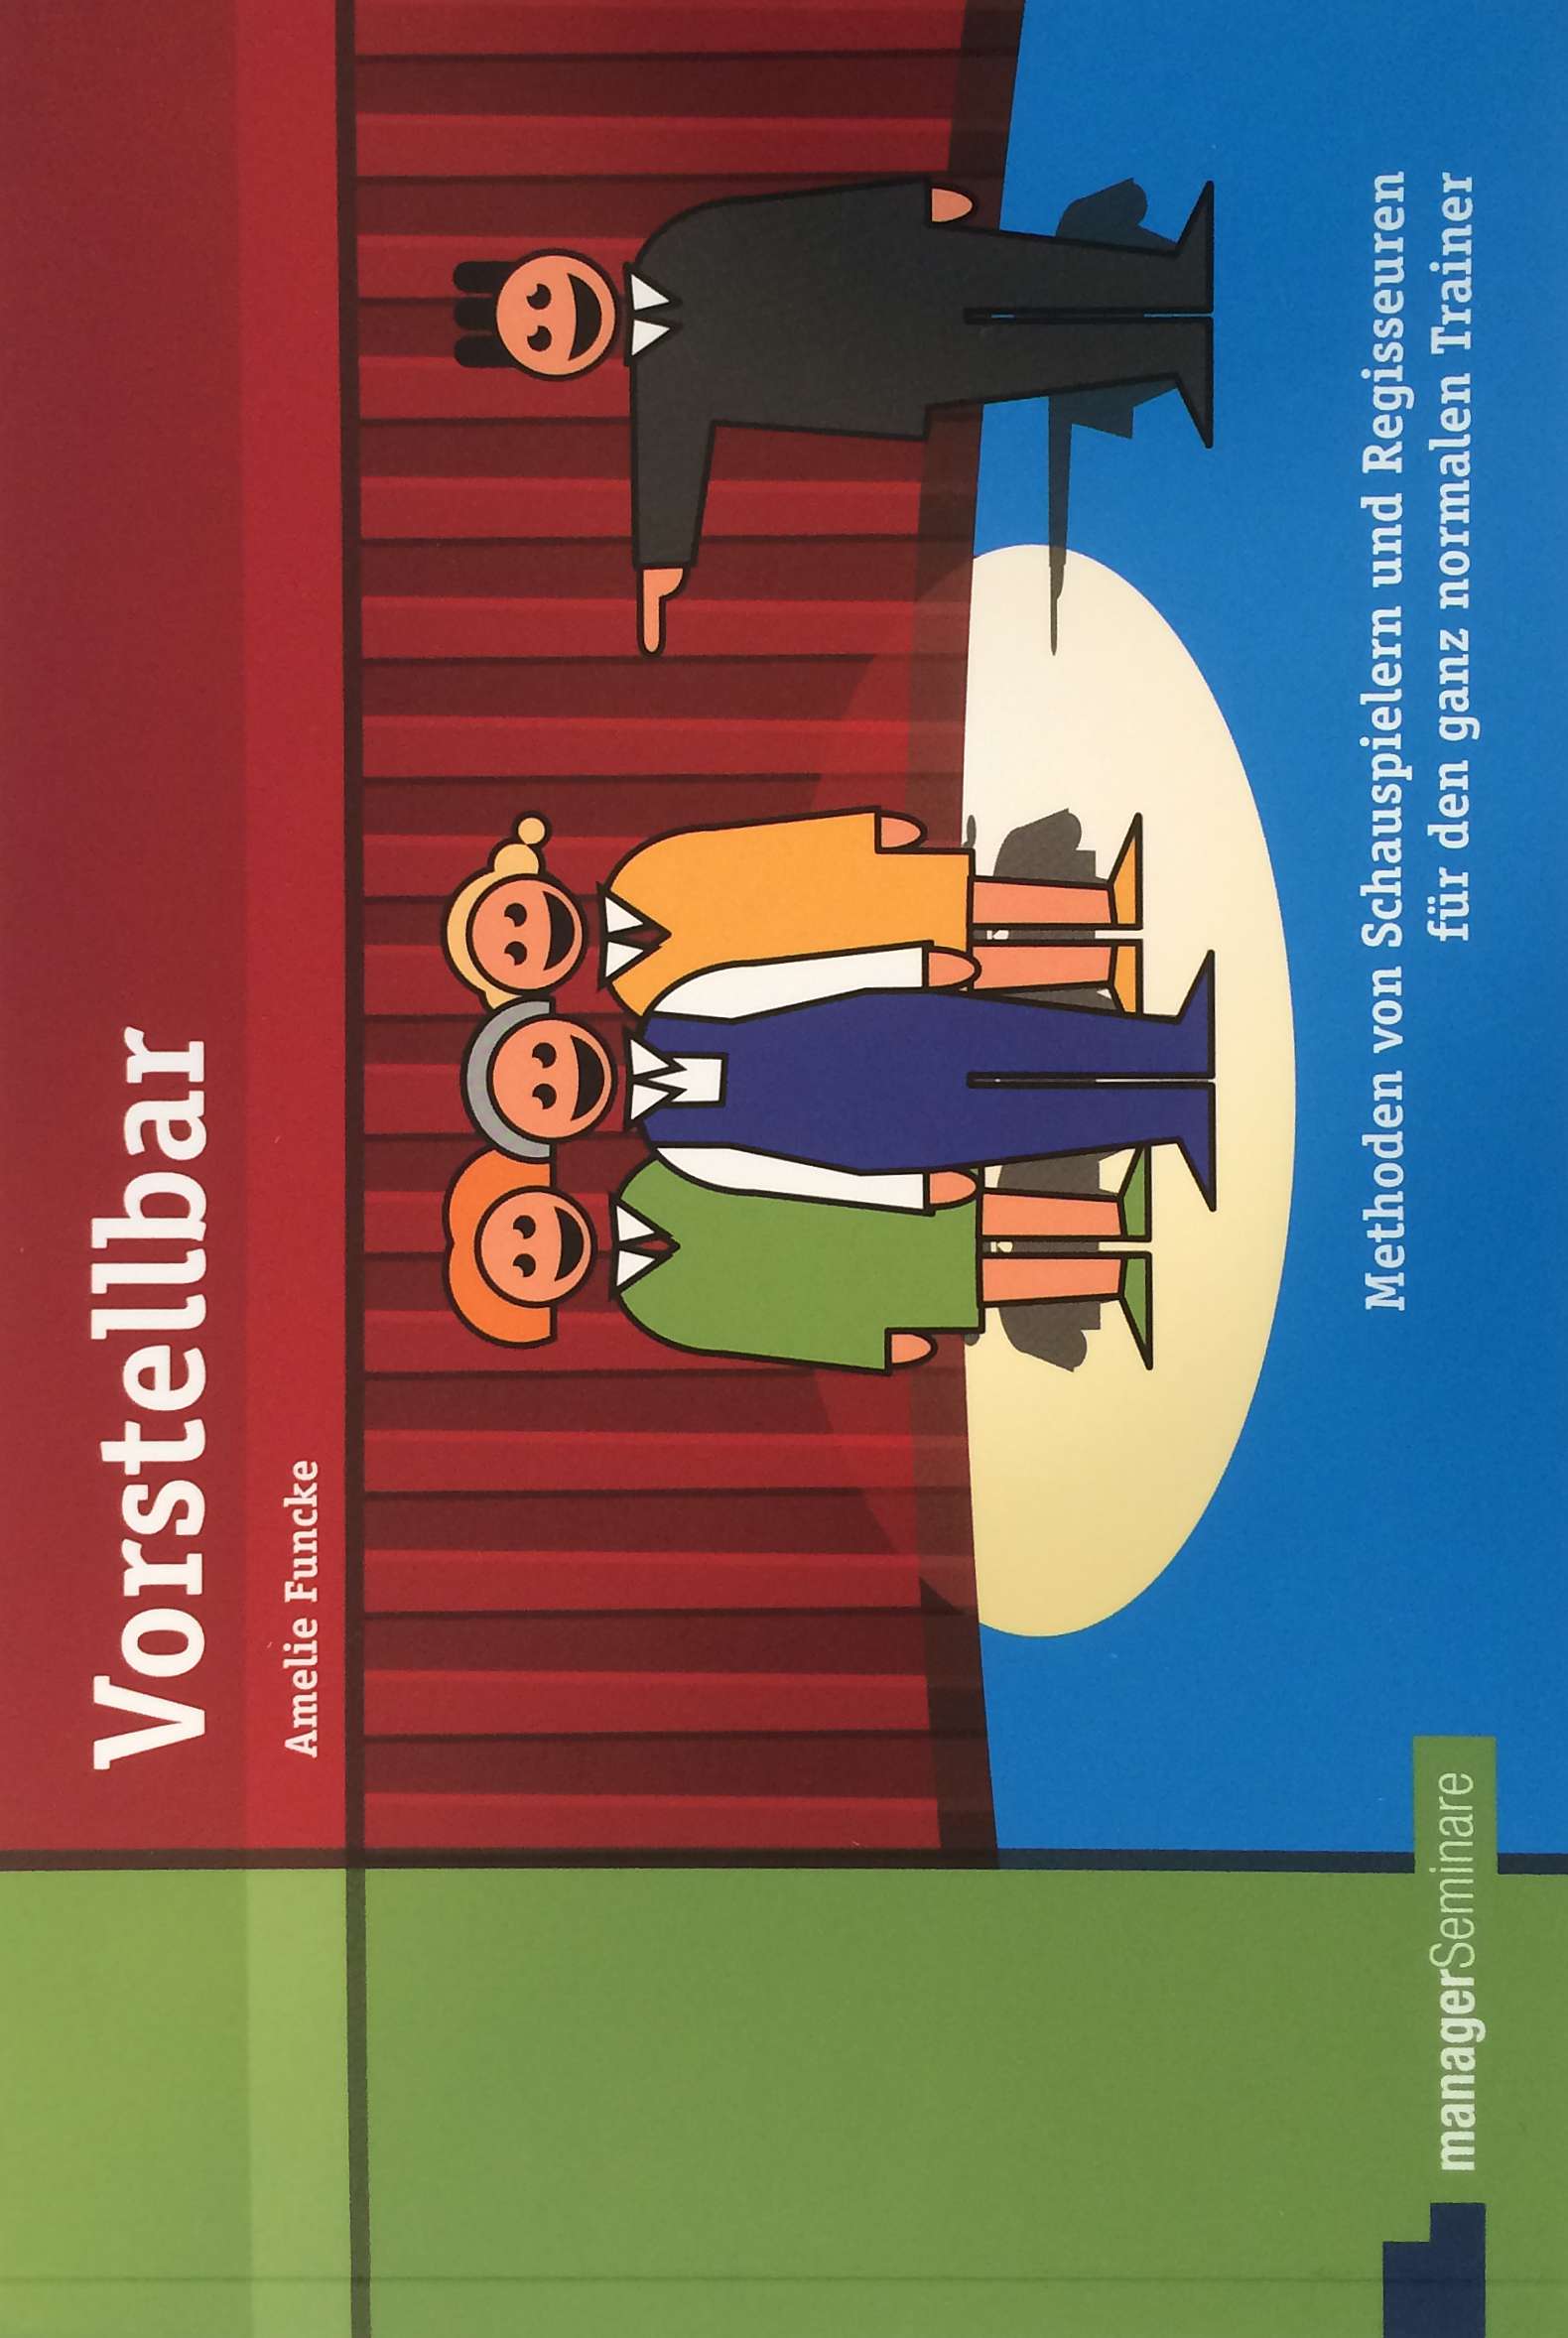 Vorstellbar
Amelie Funcke
Methoden von Schauspielern und Regisseuren
für den ganz normalen Trainer
managerSeminare